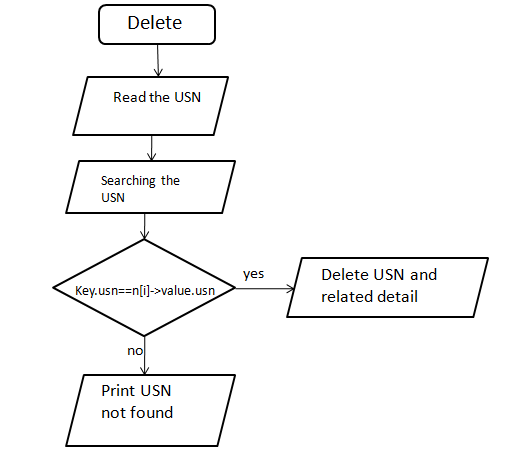 Delete
Read the USN
Searching the
USN
Key.usn==n[i]->value.usn
yes
Delete USN and
related detail
no
Print USN
not found